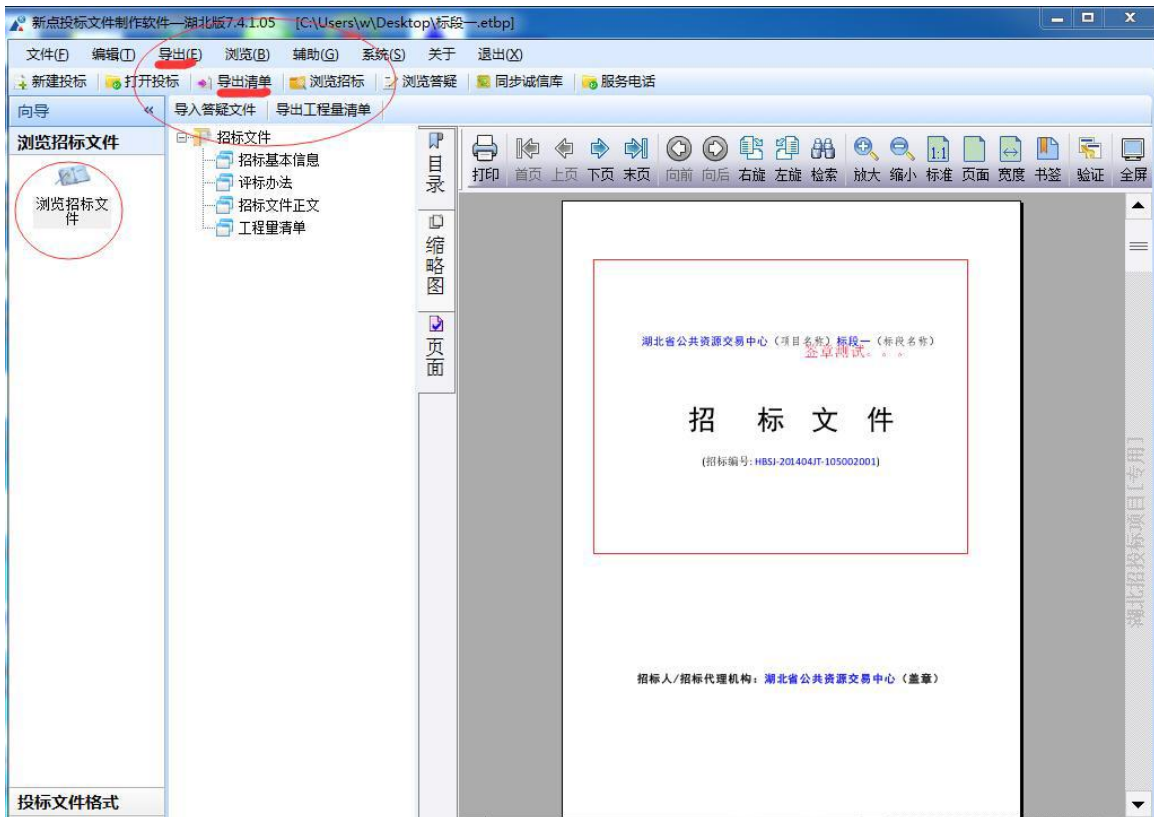 新点投标文件制作软件—湖北版7.4.1.05 [C:\Users\w\Desktop\标段一.etbp]
文件(F) 编辑(T) 导出(E) 浏览(B) 辅助(G) 系统(S) 关于 退出(X)
新建投标 打开投标 导出清单 浏览招标 浏览答疑 同步诚信库 服务电话
向导 «
导入答疑文件 导出工程量清单
浏览招标文件
浏览招标文
件
招标文件
招标基本信息
评标办法
招标文件正文
工程量清单
目录
缩略图
页面
打印 首页 上页 下页 末页 向前 向后 右旋 左旋 检索 放大 缩小 1:1 标准 页面 宽度 书签 验证 全屏
湖北省公共资源交易中心（项目名称）标段一（标段名称）
签章测试。。。
招 标 文 件
(招标编号: HBSJ-201404JT-105002001)
招标人/招标代理机构：湖北省公共资源交易中心（盖章）
湖北招投标项目[专用]
投标文件格式